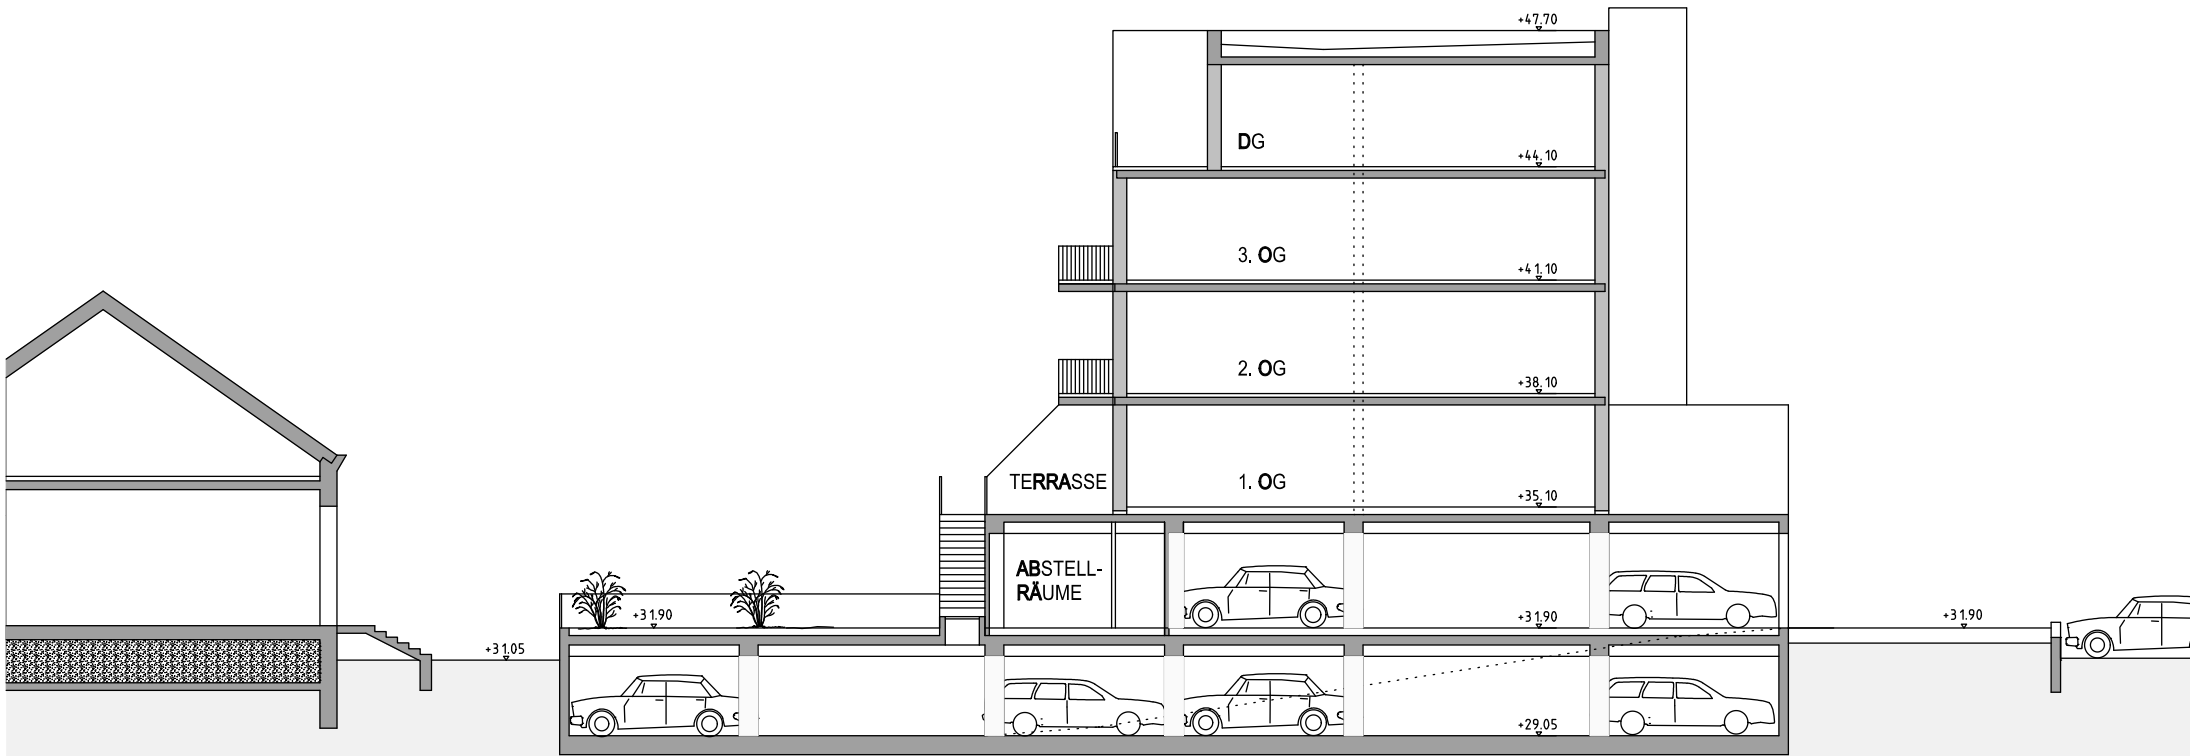 +47.70
DG
+44.10
3. OG
+41.10
2. OG
+38.10
TERRASSE
1. OG
+35.10
ABSTELL-
RÄUME
+31.90
+31.90
+31.90
+31.05
+29.05